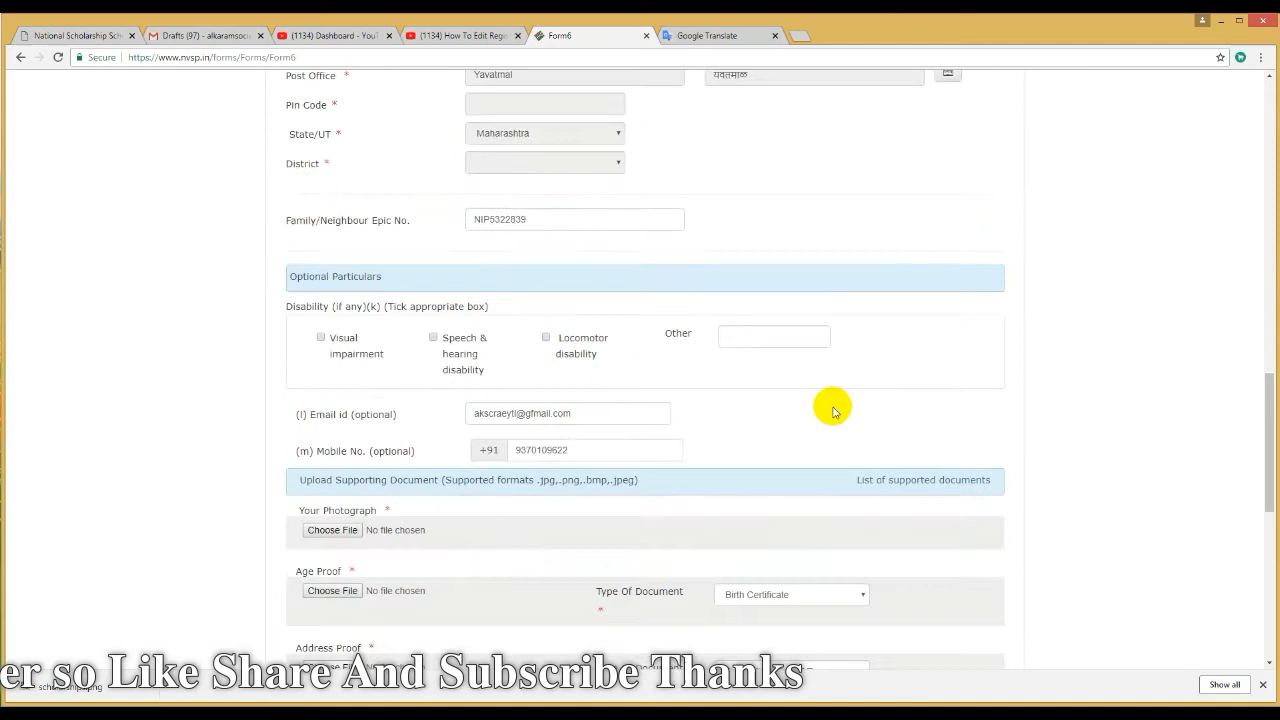 National Scholarship Sch
Drafts (97) - alkaramsoci
(1134) Dashboard - YouT
(1134) How To Edit Regis
Form6
Google Translate
Secure
https://www.nvsp.in/forms/Forms/Form6
Post Office *
Yavatmal
यवतमाळ
Pin Code *
State/UT *
Maharashtra
District *
Family/Neighbour Epic No.
NIP5322839
Optional Particulars
Disability (if any)(k) (Tick appropriate box)
Visual
impairment
Speech &
hearing
disability
Locomotor
disability
Other
(l) Email id (optional)
akscraeytl@gfmail.com
(m) Mobile No. (optional)
+91
9370109622
Upload Supporting Document (Supported formats .jpg,.png,.bmp,.jpeg)
List of supported documents
Your Photograph *
Choose File No file chosen
Age Proof *
Choose File No file chosen
Type Of Document
*
Birth Certificate
Address Proof *
er so Like Share And Subscribe Thanks
Show all